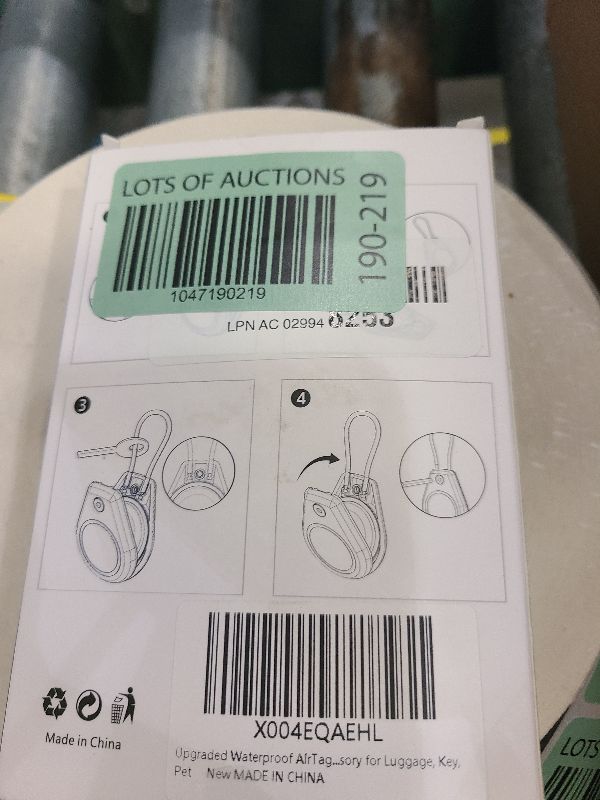 LOTS OF AUCTIONS
1047190219
190-219
LPN AC 02994
6253
3
4
X004EQAEHL
Upgraded Waterproof AirTag...sory for Luggage, Key,
Pet New MADE IN CHINA
Made in China
LOTS